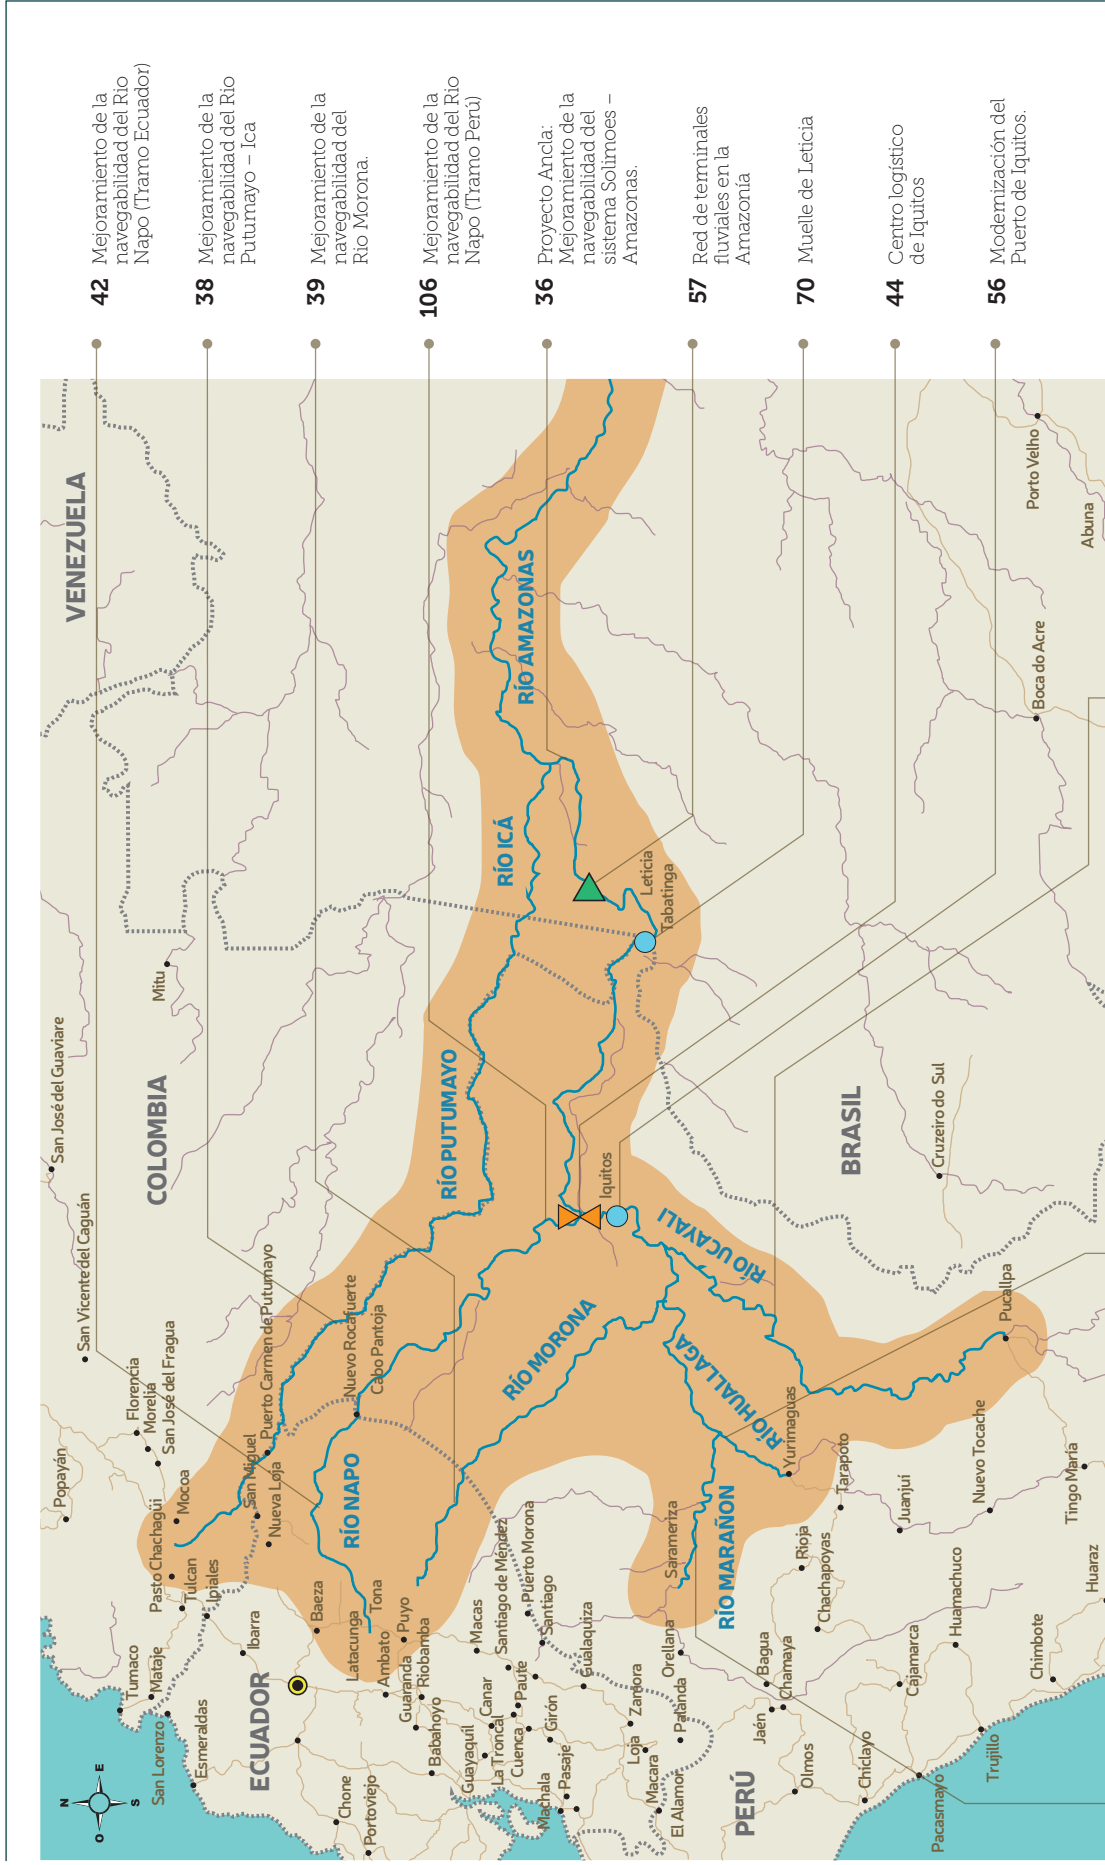 42 Mejoramiento de la
navegabilidad del Rio
Napo (Tramo Ecuador)
38 Mejoramiento de la
navegabilidad del Rio
Putumayo – Ica
39 Mejoramiento de la
navegabilidad del
Rio Morona.
106 Mejoramiento de la
navegabilidad del Rio
Napo (Tramo Perú)
36 Proyecto Ancla:
Mejoramiento de la
navegabilidad del
sistema Solimoes –
Amazonas.
57 Red de terminales
fluviales en la
Amazonía
70 Muelle de Leticia
44 Centro logístico
de Iquitos
56 Modernización del
Puerto de Iquitos.
VENEZUELA
COLOMBIA
ECUADOR
PERÚ
BRASIL
RÍO AMAZONAS
RÍO ICÁ
RÍO PUTUMAYO
RÍO NAPO
RÍO MORONA
RÍO UCAYALI
RÍO HUALLAGA
RÍO MARAÑON
N
E
S
O
San José del Guaviare
San Vicente del Caguán
Mitu
Popayán
Florencia
Morelia
San José del Fragua
Mocoa
Pasto Chachagüi
Tulcan
Ipiales
Tumaco
Mataje
San Lorenzo
Esmeraldas
Ibarra
San Miguel
Nueva Loja
Puerto Carmen de Putumayo
Nuevo Rocafuerte
Cabo Pantoja
Baeza
Latacunga
Tona
Ambato
Puyo
Guaranda
Riobamba
Babahoyo
Chone
Portoviejo
Guayaquil
La Troncal
Canar
Cuenca
Paute
Macas
Santiago de Méndez
Puerto Morona
Santiago
Gualaquiza
Girón
Machala
Pasaje
Loja
Zamora
Macara
El Alamor
Palanda
Orellana
Sarameriza
Bagua
Chamaya
Jaén
Olmos
Chiclayo
Pacasmayo
Trujillo
Chimbote
Cajamarca
Huamachuco
Huaraz
Rioja
Chachapoyas
Tarapoto
Yurimaguas
Juanjuí
Nuevo Tocache
Tingo María
Pucallpa
Iquitos
Leticia
Tabatinga
Cruzeiro do Sul
Boca do Acre
Porto Velho
Abuna